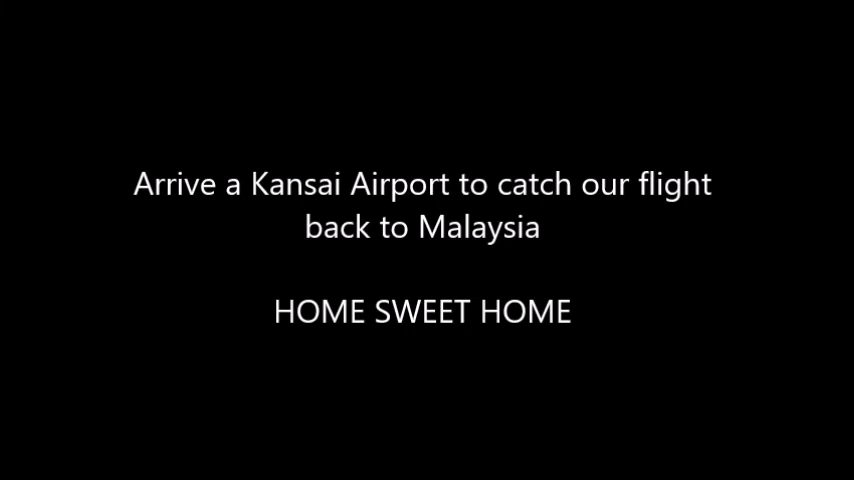 Arrive a Kansai Airport to catch our flight
back to Malaysia
HOME SWEET HOME